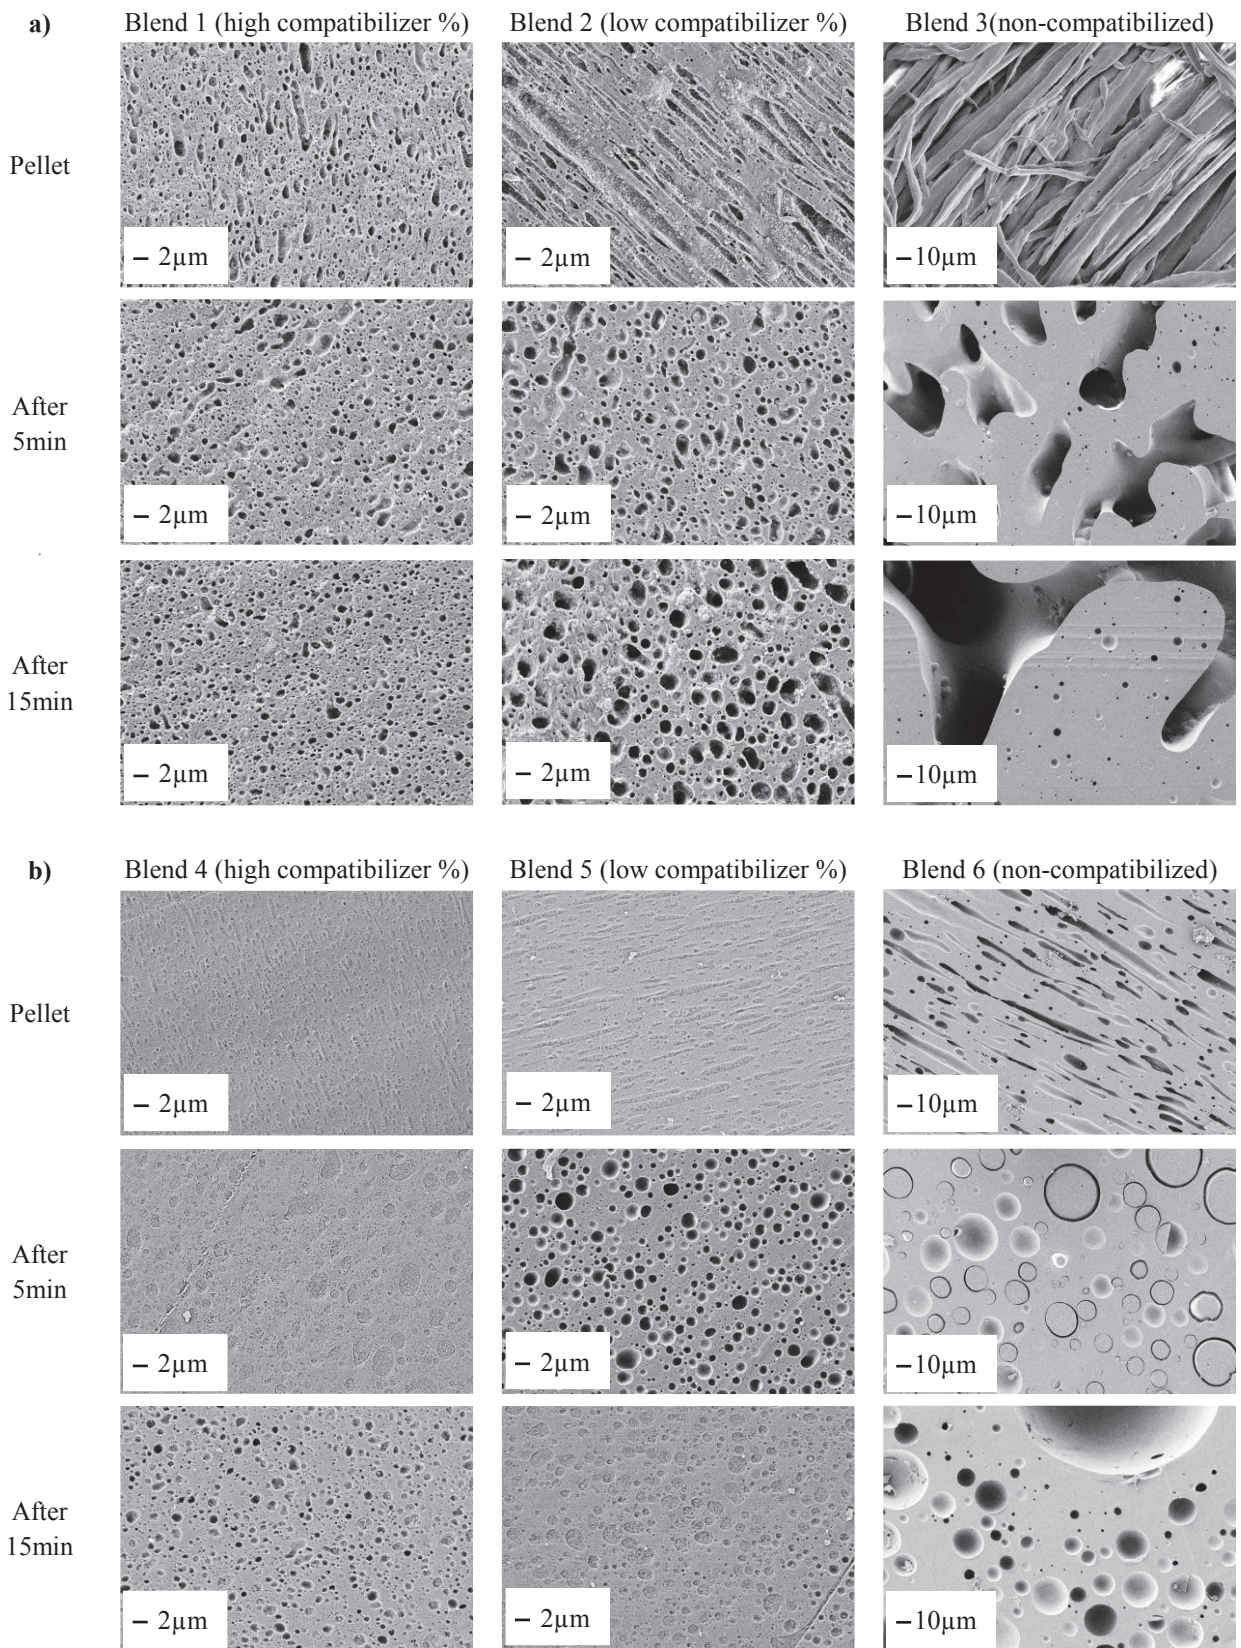 a) Blend 1 (high compatibilizer %) Blend 2 (low compatibilizer %) Blend 3(non-compatibilized)
Pellet
– 2µm – 2µm –10µm
After
5min
– 2µm – 2µm –10µm
After
15min
– 2µm – 2µm –10µm
b) Blend 4 (high compatibilizer %) Blend 5 (low compatibilizer %) Blend 6 (non-compatibilized)
Pellet
– 2µm – 2µm –10µm
After
5min
– 2µm – 2µm –10µm
After
15min
– 2µm – 2µm –10µm